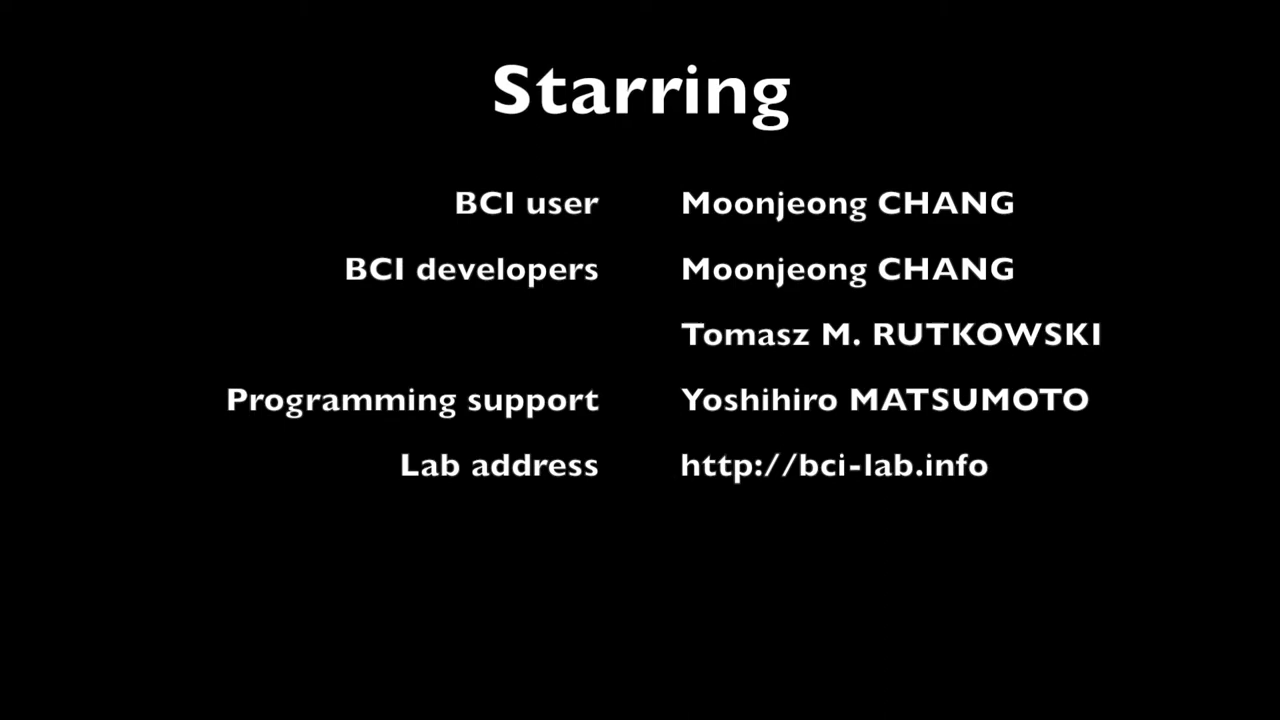 Starring
BCI user Moonjeong CHANG
BCI developers Moonjeong CHANG
Tomasz M. RUTKOWSKI
Programming support Yoshihiro MATSUMOTO
Lab address http://bci-lab.info